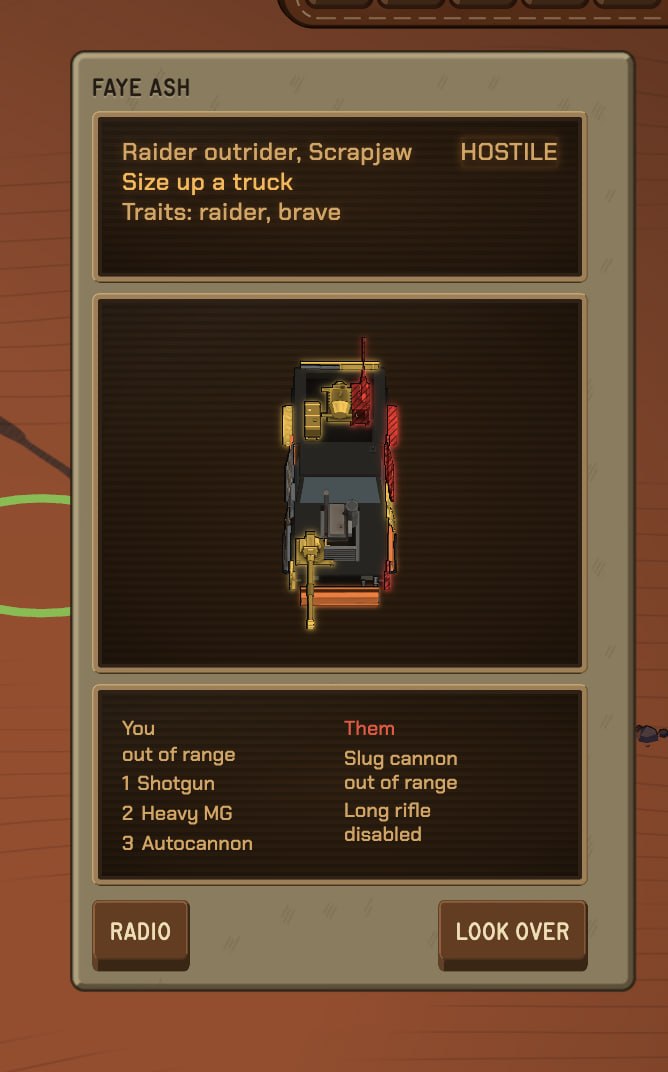 FAYE ASH
Raider outrider, Scrapjaw HOSTILE
Size up a truck
Traits: raider, brave
You
out of range
1 Shotgun
2 Heavy MG
3 Autocannon
Them
Slug cannon
out of range
Long rifle
disabled
RADIO
LOOK OVER